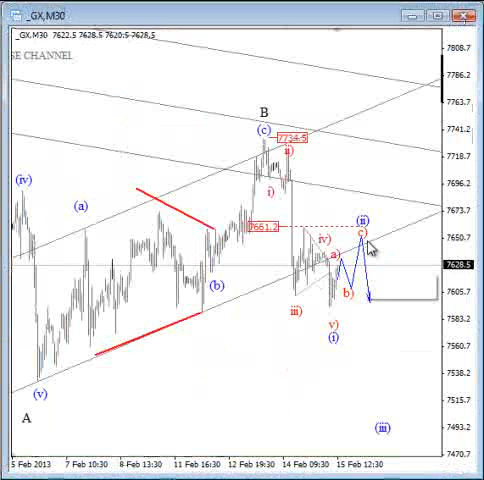 _GX,M30
_GX,M30 7622.5 7628.5 7620.5 7628.5
SE CHANNEL
7808.7
7786.2
7763.7
7741.2
7718.7
7696.2
7673.7
7650.7
7628.5
7605.7
7583.2
7560.7
7538.2
7515.7
7493.2
7470.7
B
(c)
7734.5
ii)
(iv)
i)
(a)
7661.2
(ii)
c)
iv)
a)
(b)
b)
iii)
v)
(i)
(v)
A
(iii)
5 Feb 2013
7 Feb 10:30
8 Feb 13:30
11 Feb 16:30
12 Feb 19:30
14 Feb 09:30
15 Feb 12:30